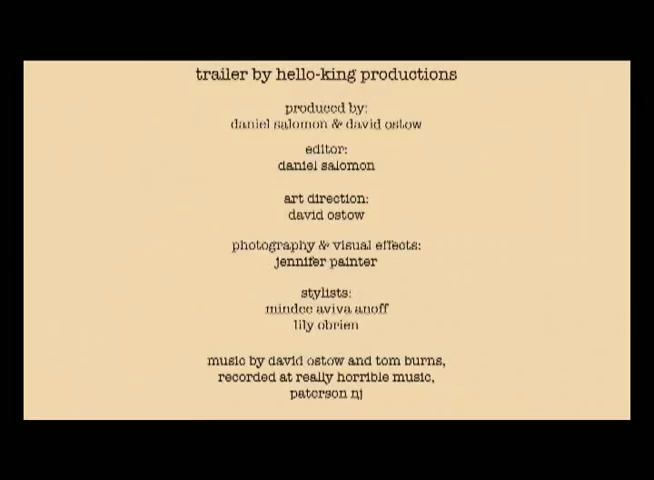 trailer by hello-king productions
produced by:
daniel salomon & david ostow
editor:
daniel salomon
art direction:
david ostow
photography & visual effects:
jennifer painter
stylists:
mindee aviva anoff
lily obrien
music by david ostow and tom burns,
recorded at really horrible music,
paterson nj